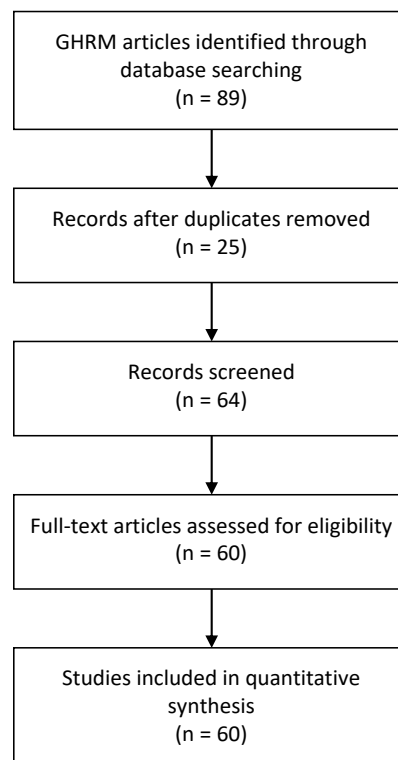 GHRM articles identified through
database searching
(n = 89)
Records after duplicates removed
(n = 25)
Records screened
(n = 64)
Full-text articles assessed for eligibility
(n = 60)
Studies included in quantitative
synthesis
(n = 60)